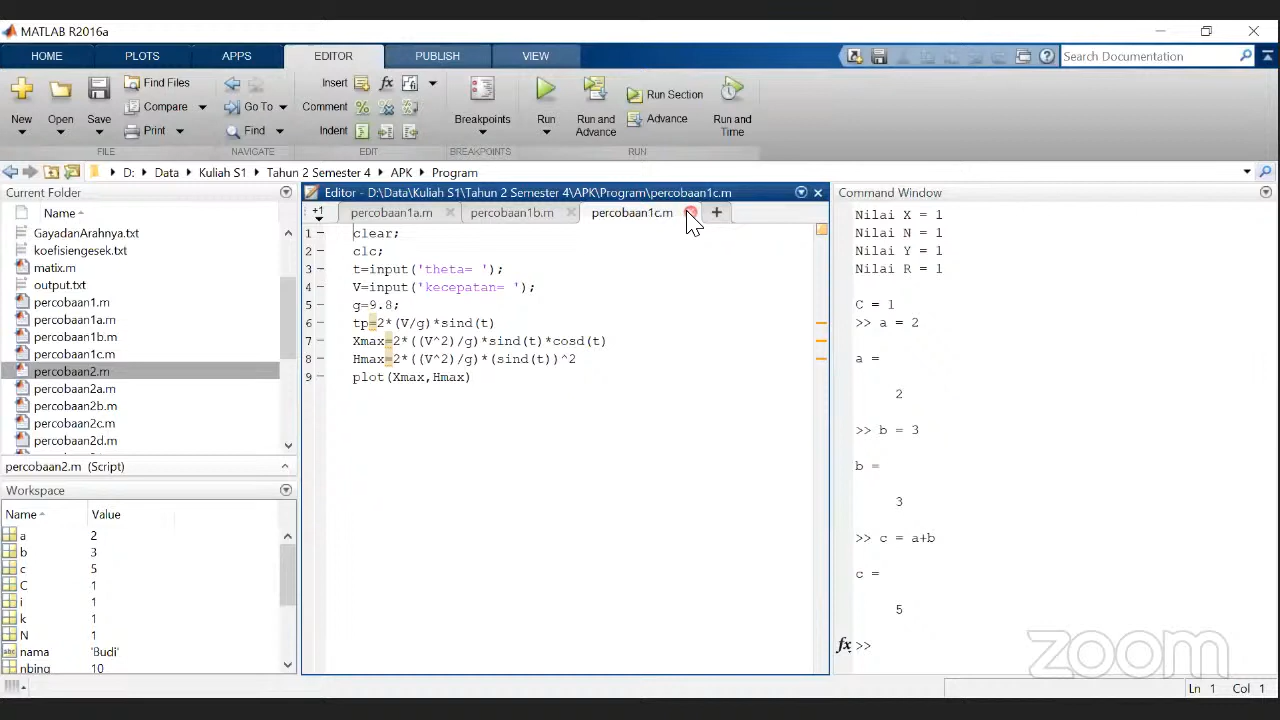 MATLAB R2016a
HOME PLOTS APPS EDITOR PUBLISH VIEW
Search Documentation
New Open Save Find Files Compare Print
FILE
Go To Find
NAVIGATE
Insert fx
Comment
Indent
EDIT
Breakpoints
BREAKPOINTS
Run Run and Advance Run Section Advance Run and Time
RUN
D: Data Kuliah S1 Tahun 2 Semester 4 APK Program
Current Folder
Name
GayadanArahnya.txt
koefisiengesek.txt
matix.m
output.txt
percobaan1.m
percobaan1a.m
percobaan1b.m
percobaan1c.m
percobaan2.m
percobaan2a.m
percobaan2b.m
percobaan2c.m
percobaan2d.m
percobaan2.m (Script)
Workspace
Name Value
a 2
b 3
c 5
C 1
i 1
k 1
N 1
nama 'Budi'
nbing 10
Editor - D:\Data\Kuliah S1\Tahun 2 Semester 4\APK\Program\percobaan1c.m
+1 percobaan1a.m percobaan1b.m percobaan1c.m
1 clear;
2 clc;
3 t=input('theta= ');
4 V=input('kecepatan= ');
5 g=9.8;
6 tp=2*(V/g)*sind(t)
7 Xmax=2*((V^2)/g)*sind(t)*cosd(t)
8 Hmax=2*((V^2)/g)*(sind(t))^2
9 plot(Xmax,Hmax)
Command Window
Nilai X = 1
Nilai N = 1
Nilai Y = 1
Nilai R = 1
C = 1
>> a = 2
a =
2
>> b = 3
b =
3
>> c = a+b
c =
5
fx >>
zoom
Ln 1 Col 1